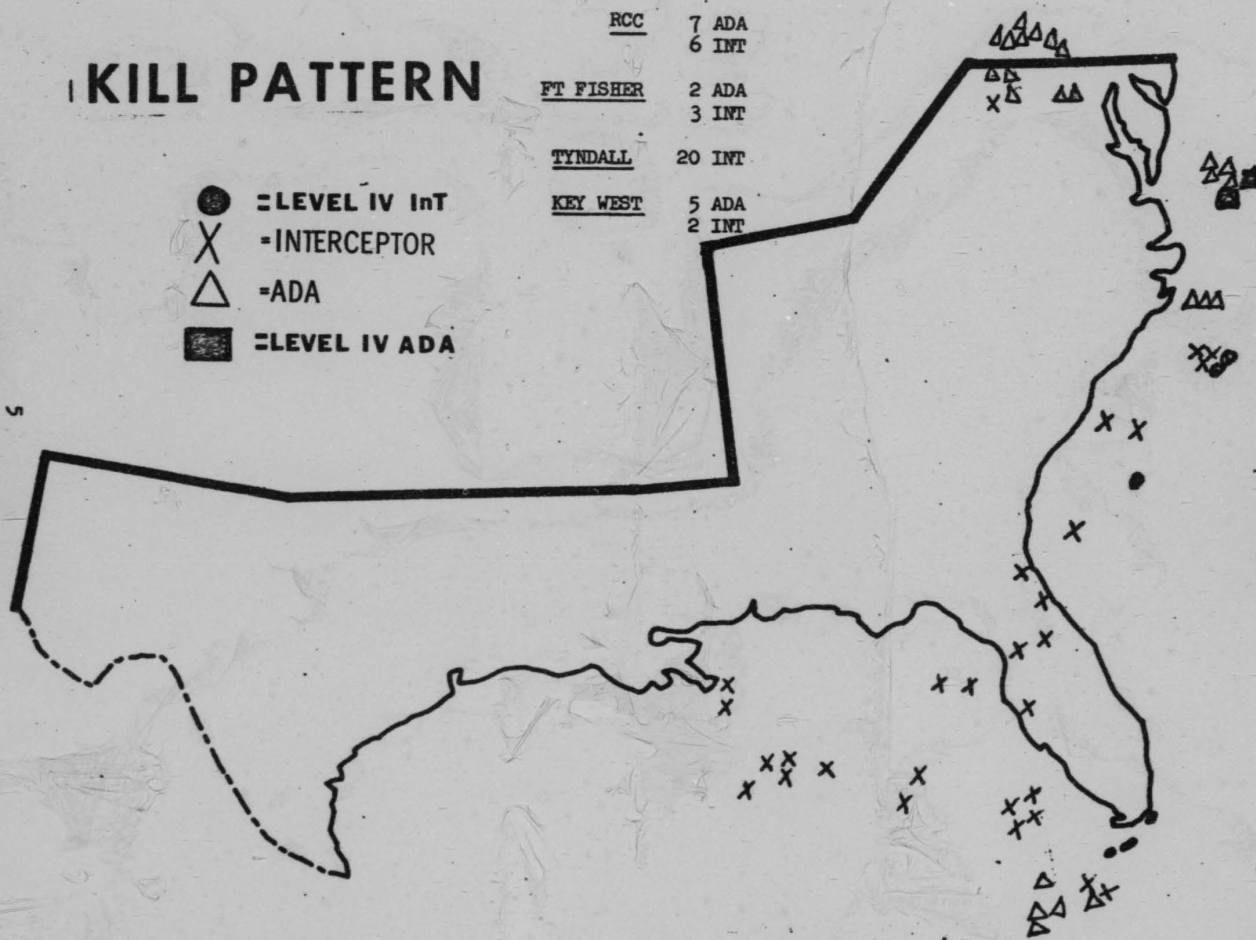 KILL PATTERN
RCC 7 ADA
6 INT
FT FISHER 2 ADA
3 INT
TYNDALL 20 INT
KEY WEST 5 ADA
2 INT
=LEVEL IV InT
X =INTERCEPTOR
△ =ADA
=LEVEL IV ADA
5